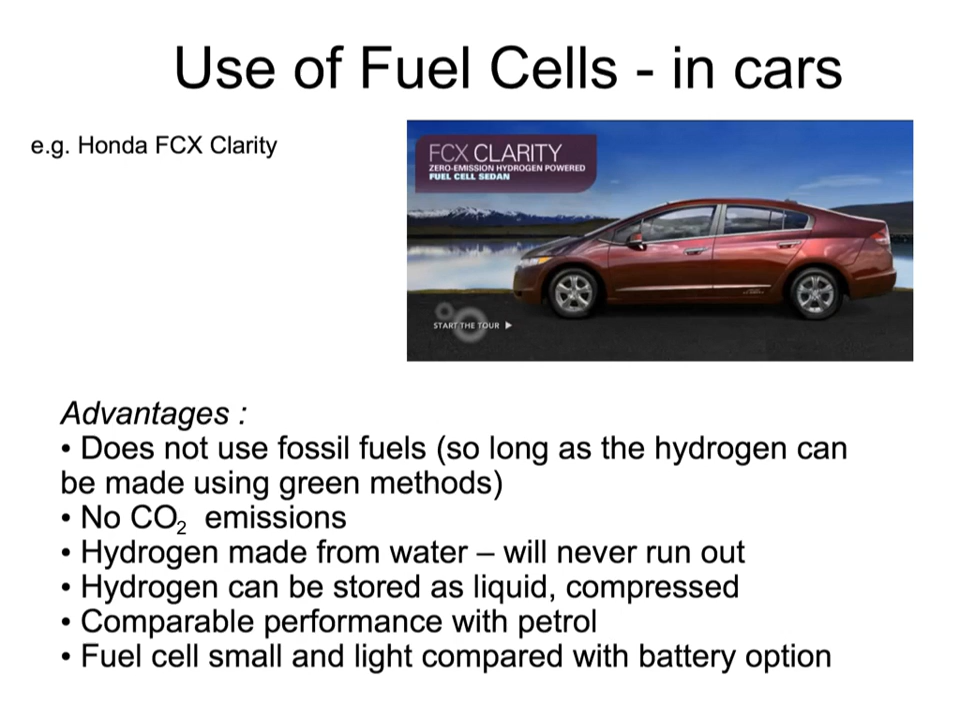 Use of Fuel Cells - in cars
e.g. Honda FCX Clarity
FCX CLARITY
ZERO-EMISSION HYDROGEN POWERED
FUEL CELL SEDAN
START THE TOUR ▶
Advantages :
• Does not use fossil fuels (so long as the hydrogen can
be made using green methods)
• No CO₂ emissions
• Hydrogen made from water – will never run out
• Hydrogen can be stored as liquid, compressed
• Comparable performance with petrol
• Fuel cell small and light compared with battery option